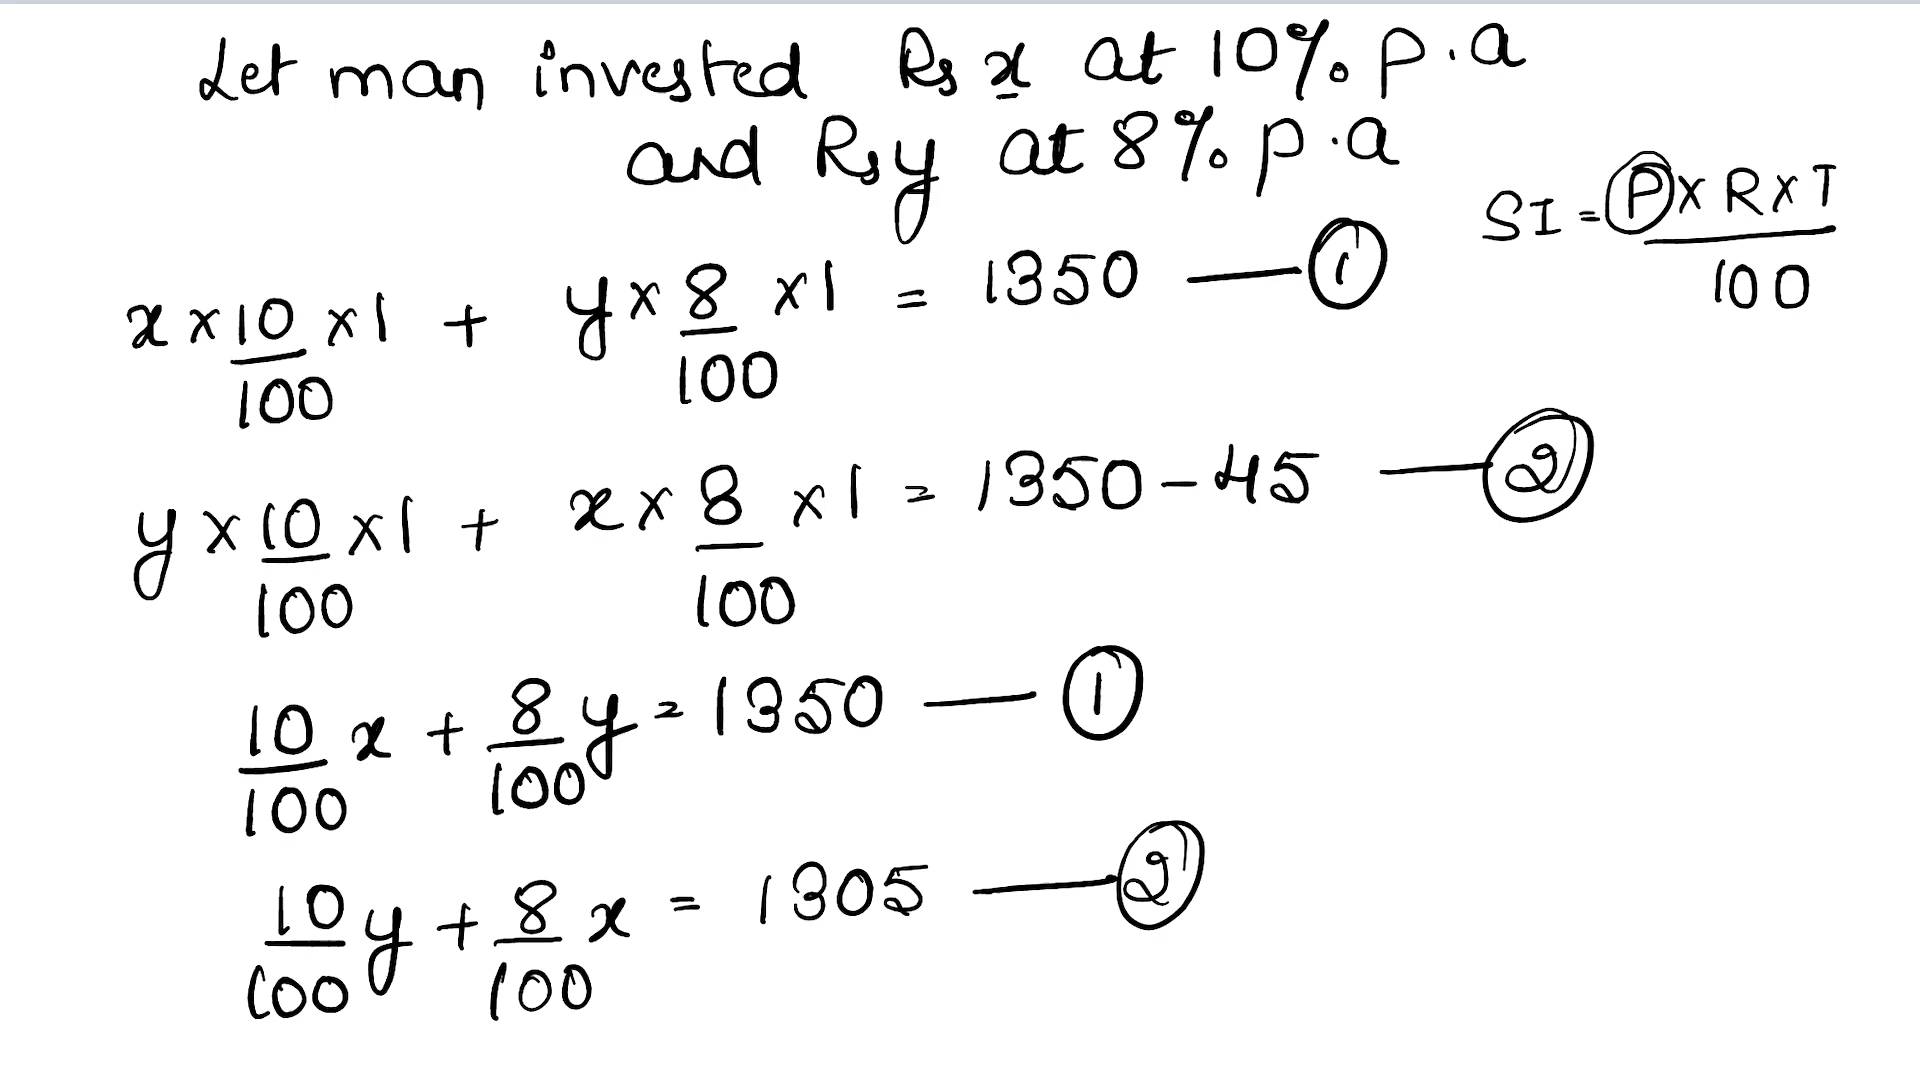 Let man invested Rs x at 10% p.a
and Rs y at 8% p.a
SI = P x R x T / 100
x × 10/100 × 1 + y × 8/100 × 1 = 1350 — ①
y × 10/100 × 1 + x × 8/100 × 1 = 1350 - 45 — ②
10/100 x + 8/100 y = 1350 — ①
10/100 y + 8/100 x = 1305 — ②